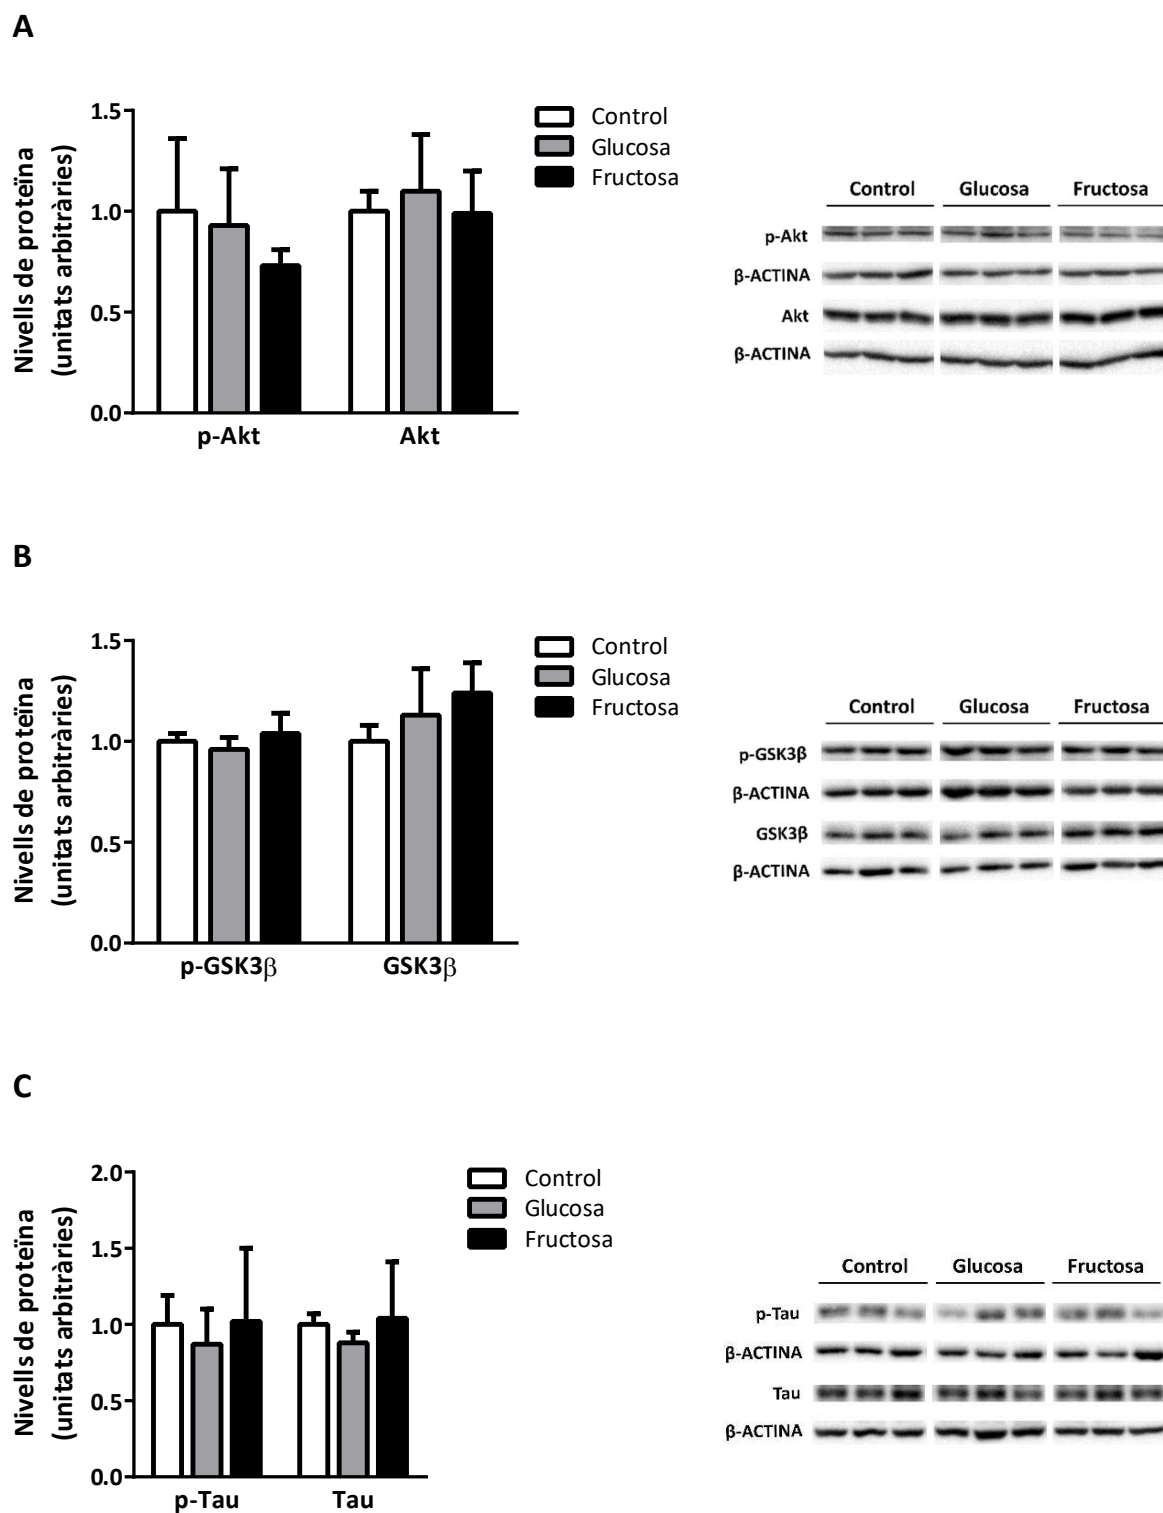 A
Nivells de proteïna
(unitats arbitràries)
1.5
1.0
0.5
0.0
p-Akt
Akt
Control
Glucosa
Fructosa
Control Glucosa Fructosa
p-Akt
β-ACTINA
Akt
β-ACTINA
B
Nivells de proteïna
(unitats arbitràries)
1.5
1.0
0.5
0.0
p-GSK3β
GSK3β
Control
Glucosa
Fructosa
Control Glucosa Fructosa
p-GSK3β
β-ACTINA
GSK3β
β-ACTINA
C
Nivells de proteïna
(unitats arbitràries)
2.0
1.5
1.0
0.5
0.0
p-Tau
Tau
Control
Glucosa
Fructosa
Control Glucosa Fructosa
p-Tau
β-ACTINA
Tau
β-ACTINA